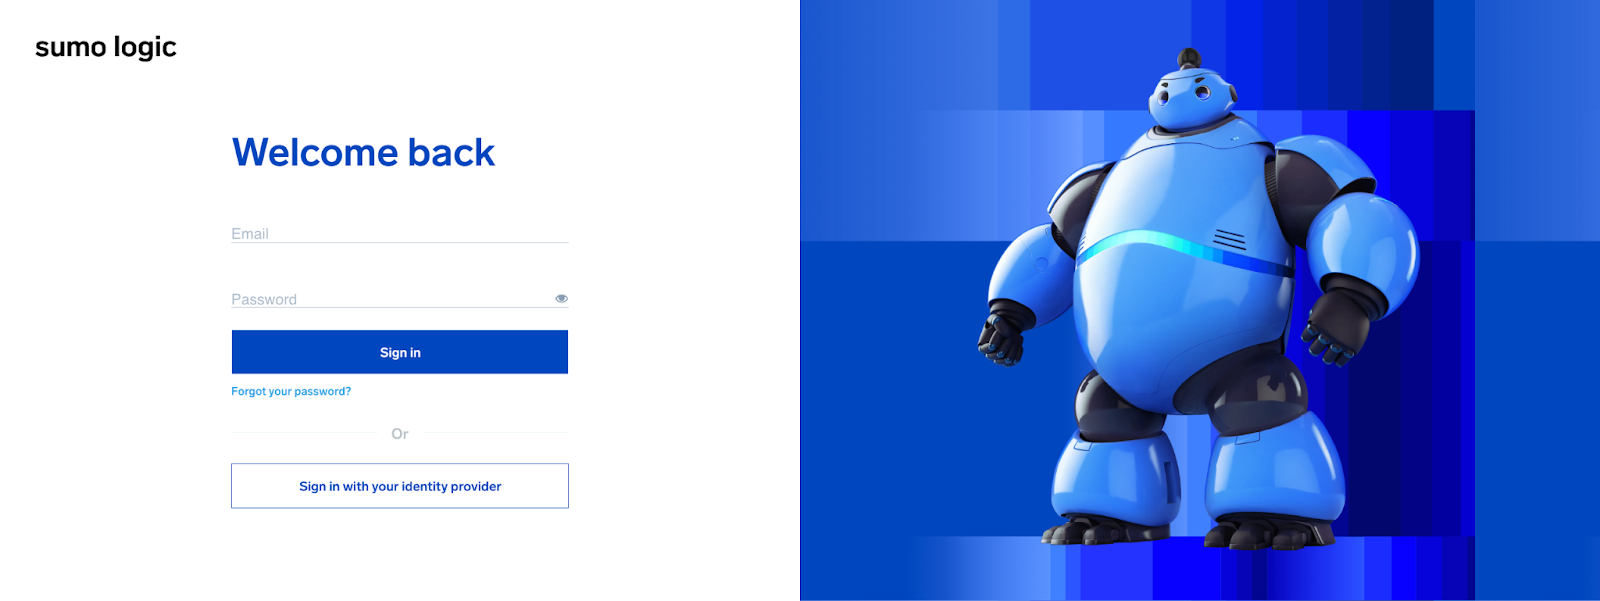 sumo logic
Welcome back
Email
Password
Sign in
Forgot your password?
Or
Sign in with your identity provider